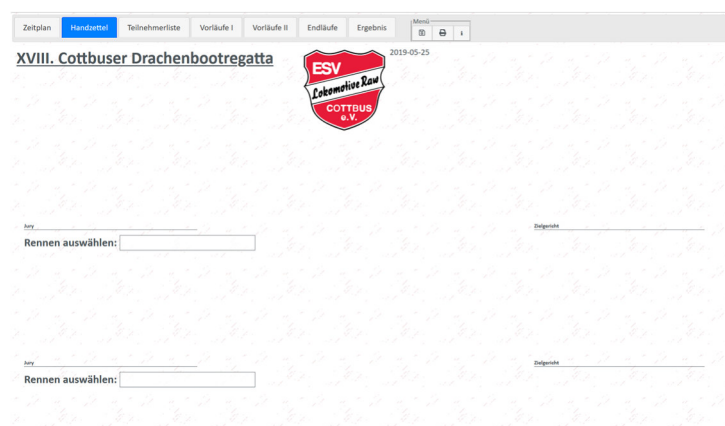 Zeitplan
Handzettel
Teilnehmerliste
Vorläufe I
Vorläufe II
Endläufe
Ergebnis
Menü
i
XVIII. Cottbuser Drachenbootregatta
2019-05-25
ESV
Lokomotive Raw
COTTBUS
e.V.
Jury
Zielgericht
Rennen auswählen:
Jury
Zielgericht
Rennen auswählen: